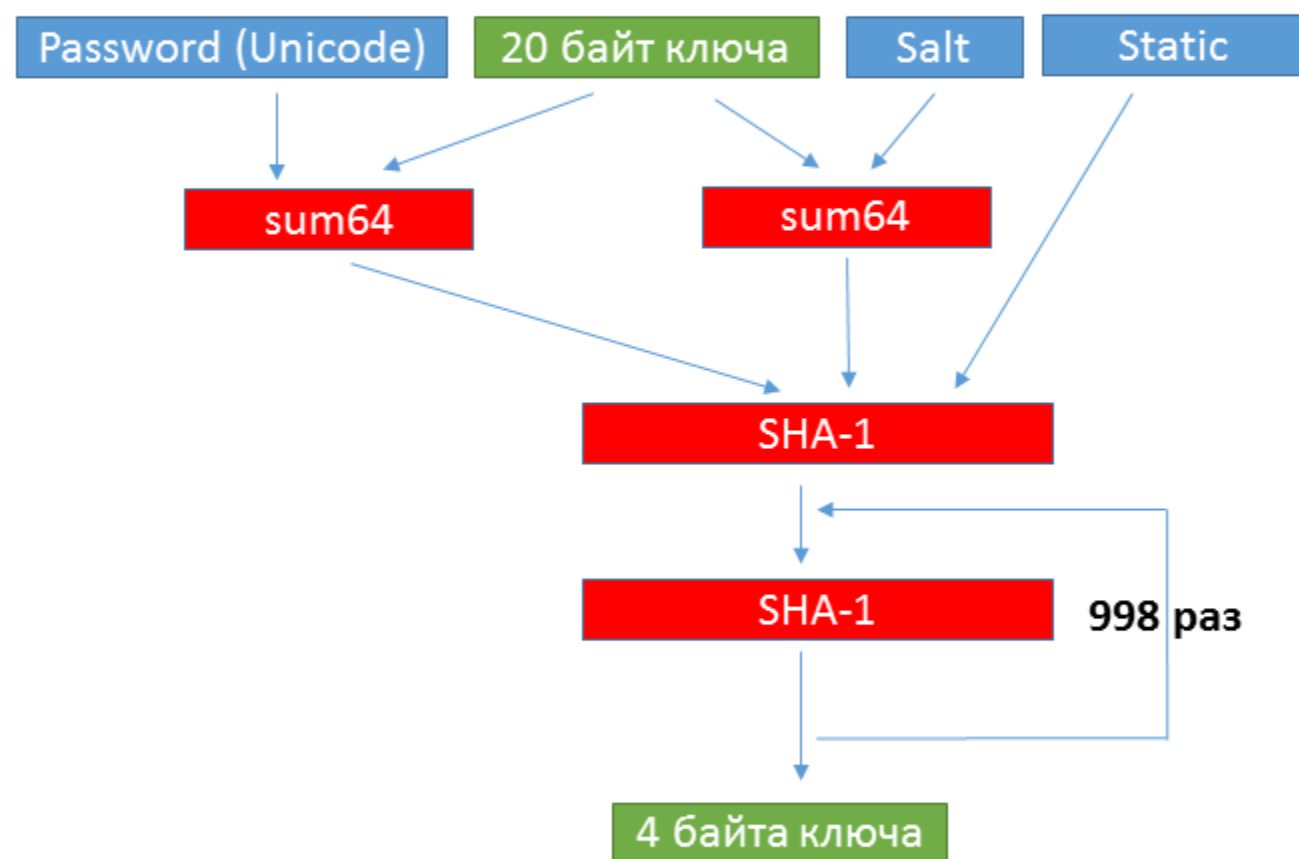 Password (Unicode)
20 байт ключа
Salt
Static
sum64
sum64
SHA-1
SHA-1
998 раз
4 байта ключа